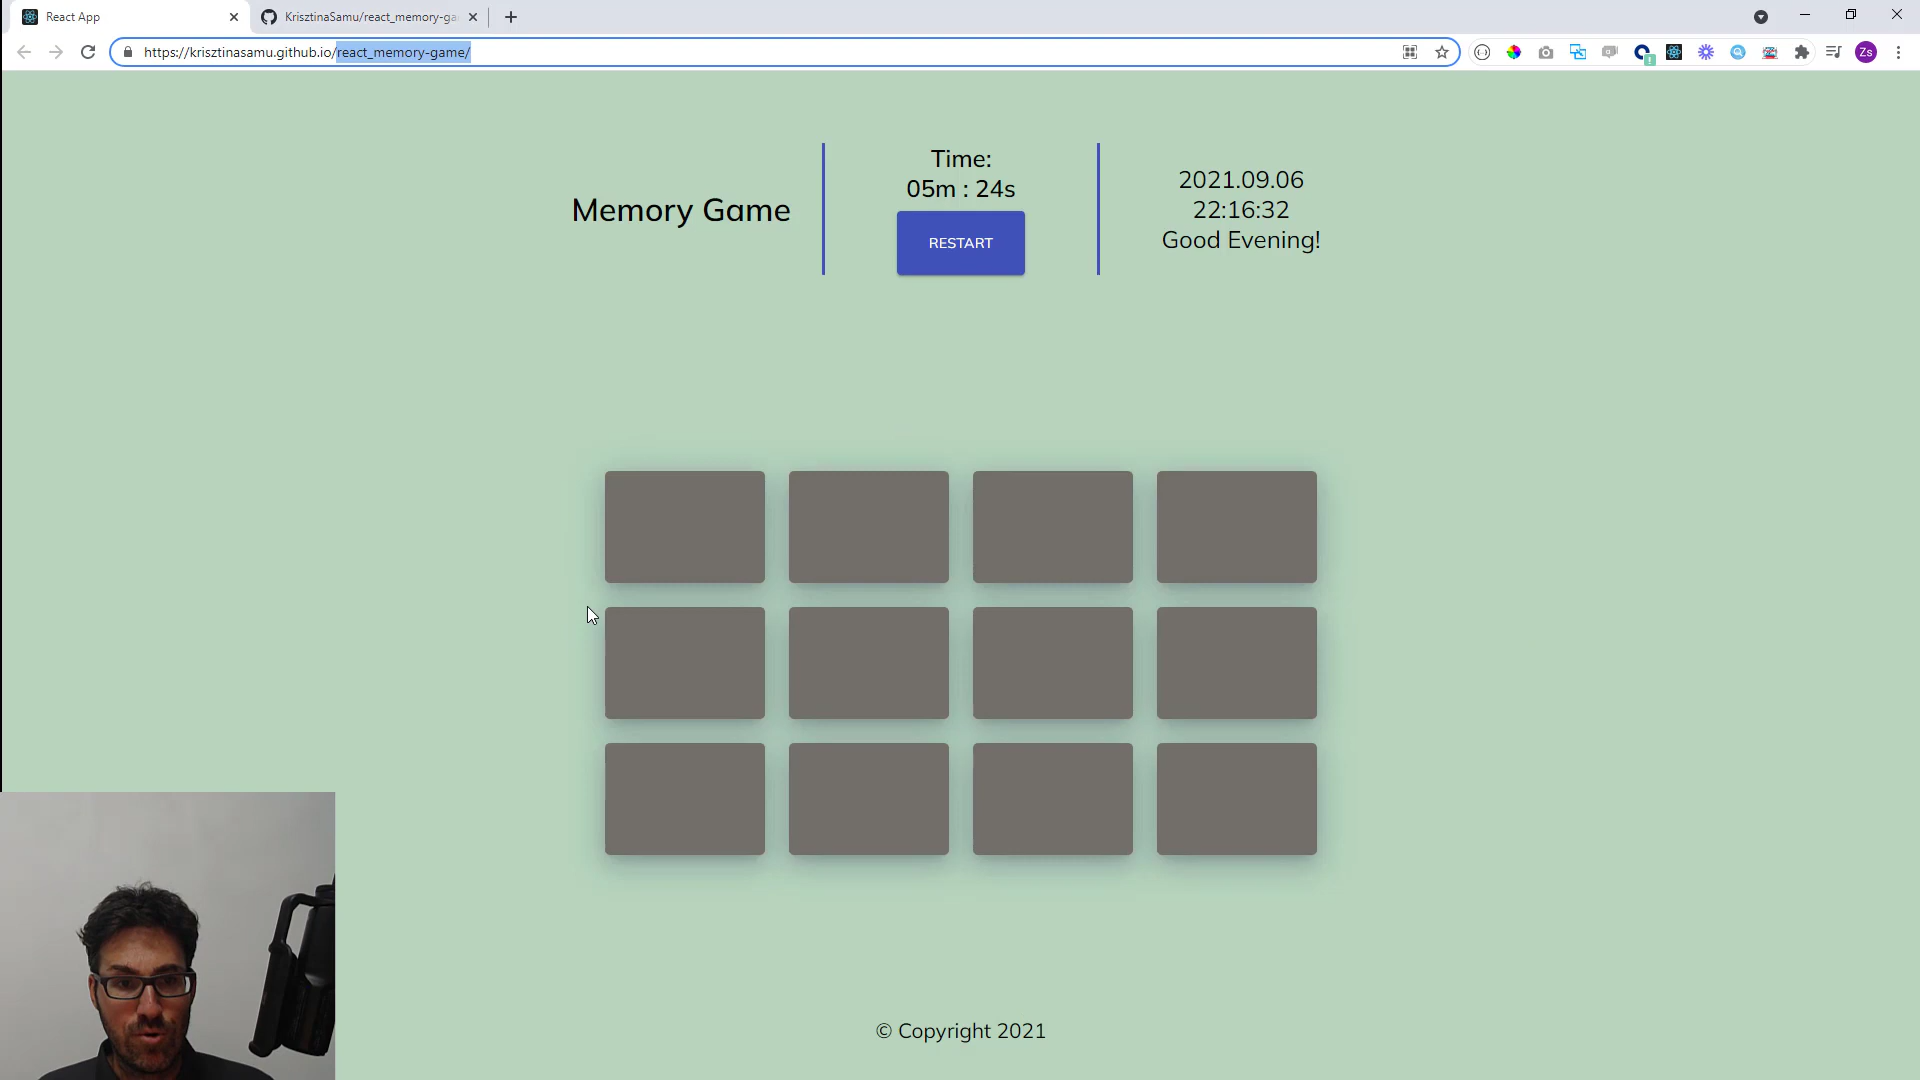 React App
KrisztinaSamu/react_memory-ga
https://krisztinasamu.github.io/react_memory-game/
Zs
Memory Game
Time:
05m : 24s
RESTART
2021.09.06
22:16:32
Good Evening!
© Copyright 2021